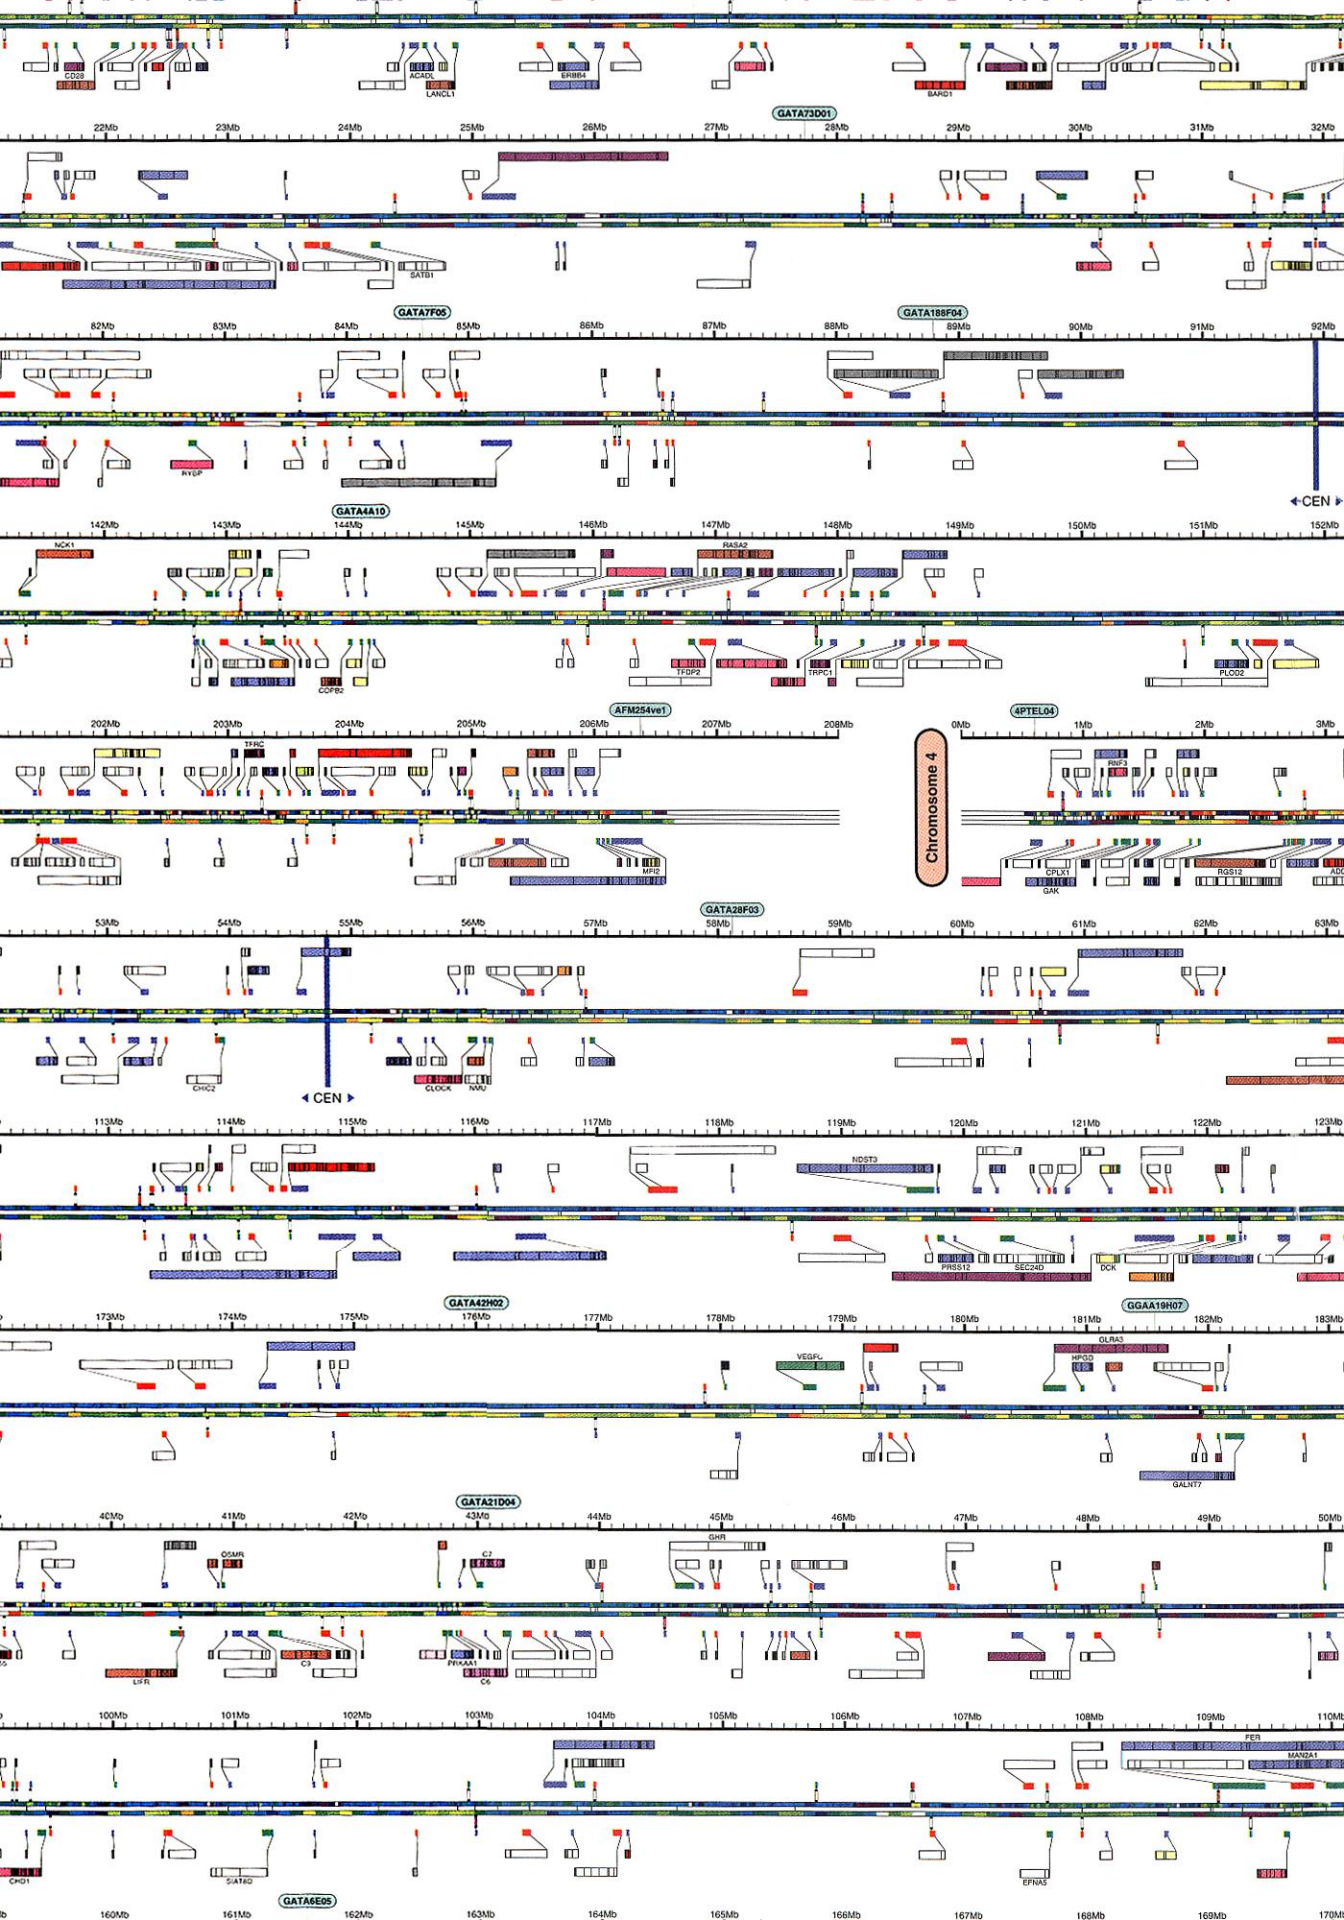 CD28 ACADL ERBB4
LANCL1 BARD1
GATA73D01
22Mb 23Mb 24Mb 25Mb 26Mb 27Mb 28Mb 29Mb 30Mb 31Mb 32Mb
SATB1
GATA7F05 GATA188F04
82Mb 83Mb 84Mb 85Mb 86Mb 87Mb 88Mb 89Mb 90Mb 91Mb 92Mb
RYBP
CEN
GATA4A10
142Mb 143Mb 144Mb 145Mb 146Mb 147Mb 148Mb 149Mb 150Mb 151Mb 152Mb
NCK1 RASA2
TFDP2 TRPC1 PLOD2
COPB2
AFM254ve1 4PTEL04
202Mb 203Mb 204Mb 205Mb 206Mb 207Mb 208Mb 0Mb 1Mb 2Mb 3Mb
TFRC
RNF3
Chromosome 4
MFI2 CPLX1 RGS12
GAK
GATA28F03
53Mb 54Mb 55Mb 56Mb 57Mb 58Mb 59Mb 60Mb 61Mb 62Mb 63Mb
CHIC2 CLOCK NMU
CEN
113Mb 114Mb 115Mb 116Mb 117Mb 118Mb 119Mb 120Mb 121Mb 122Mb 123Mb
NDST3
PRSS12 SEC24D DCK
GATA42H02 GGAA19H07
173Mb 174Mb 175Mb 176Mb 177Mb 178Mb 179Mb 180Mb 181Mb 182Mb 183Mb
GLRA3
VEGFC HPGD
GALNT7
GATA21D04
40Mb 41Mb 42Mb 43Mb 44Mb 45Mb 46Mb 47Mb 48Mb 49Mb 50Mb
GHR
OSMR C7
C9 PRKAA1
LIFR C6
100Mb 101Mb 102Mb 103Mb 104Mb 105Mb 106Mb 107Mb 108Mb 109Mb 110Mb
FER
MAN2A1
CHD1 SIAT8D EFNA5
GATA6E05
160Mb 161Mb 162Mb 163Mb 164Mb 165Mb 166Mb 167Mb 168Mb 169Mb 170Mb